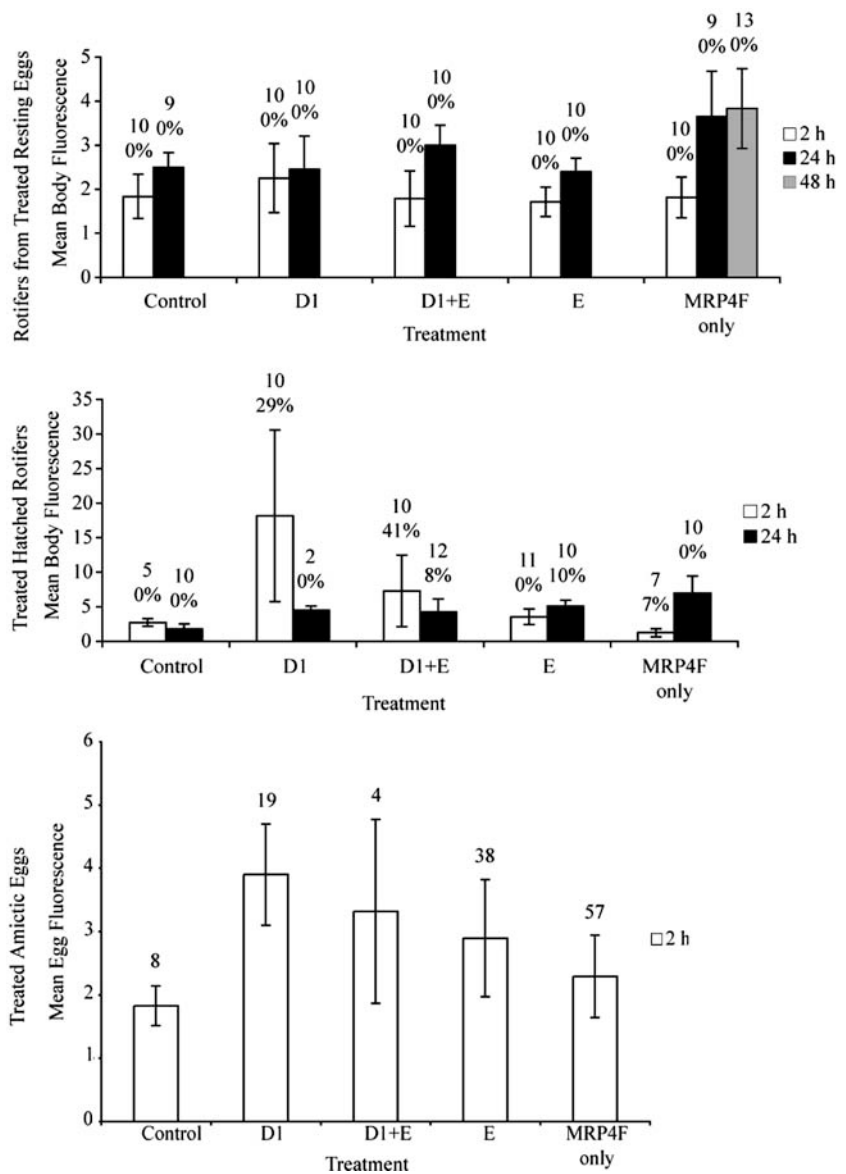 Rotifers from Treated Resting Eggs
Mean Body Fluorescence
5
4
3
2
1
0
10
0%
9
0%
10
0%
10
0%
10
0%
10
0%
10
0%
10
0%
10
0%
9
0%
13
0%
2 h
24 h
48 h
Control
D1
D1+E
E
MRP4F
only
Treatment
Treated Hatched Rotifers
Mean Body Fluorescence
35
30
25
20
15
10
5
0
5
0%
10
0%
10
29%
2
0%
10
41%
12
8%
11
0%
10
10%
7
7%
10
0%
2 h
24 h
Control
D1
D1+E
E
MRP4F
only
Treatment
Treated Amictic Eggs
Mean Egg Fluorescence
6
5
4
3
2
1
0
8
19
4
38
57
2 h
Control
D1
D1+E
E
MRP4F
only
Treatment